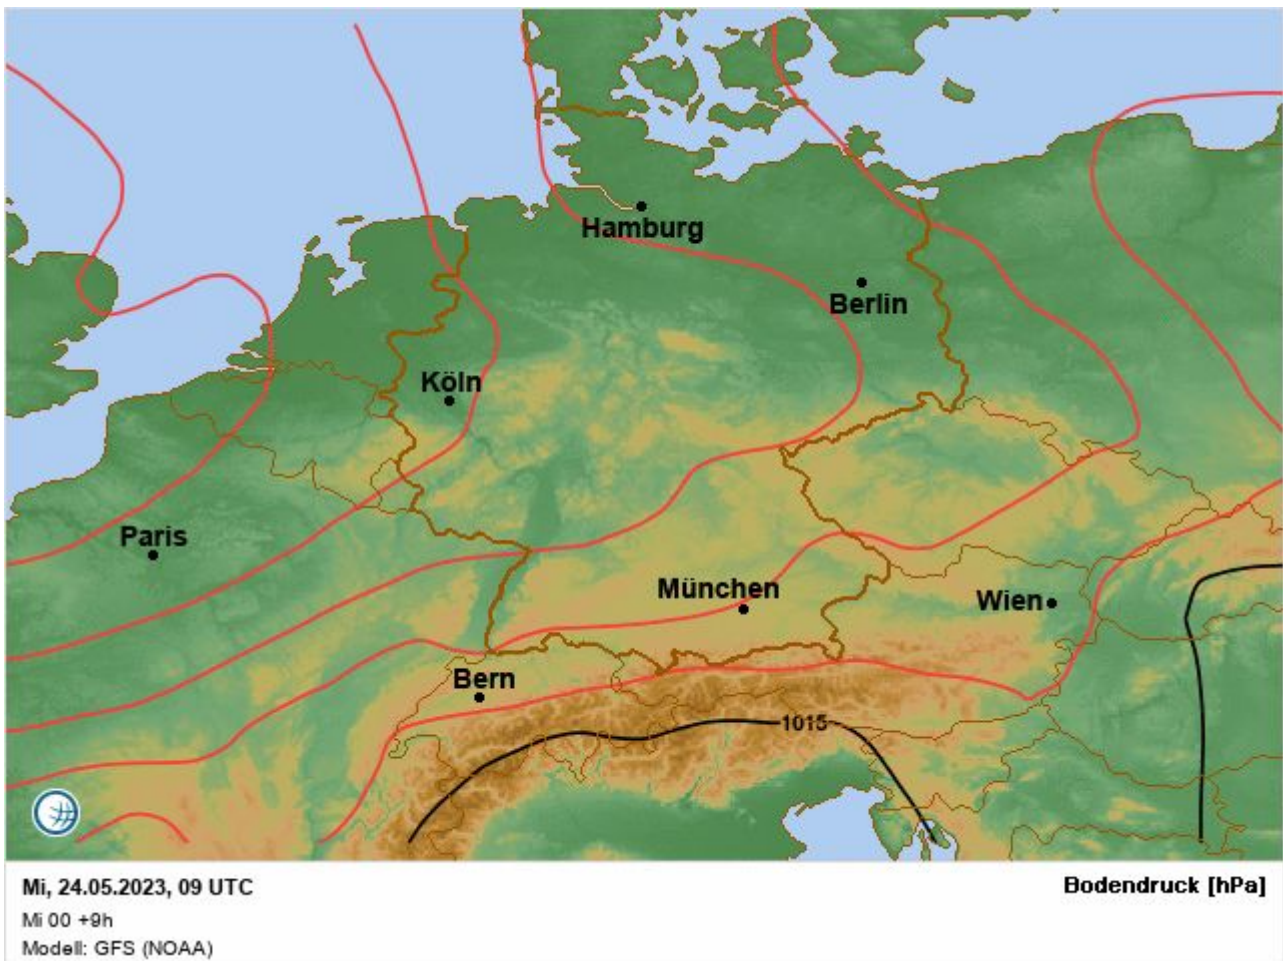 Hamburg
Berlin
Köln
Paris
München
Wien
Bern
1015
Mi, 24.05.2023, 09 UTC
Bodendruck [hPa]
Mi 00 +9h
Modell: GFS (NOAA)